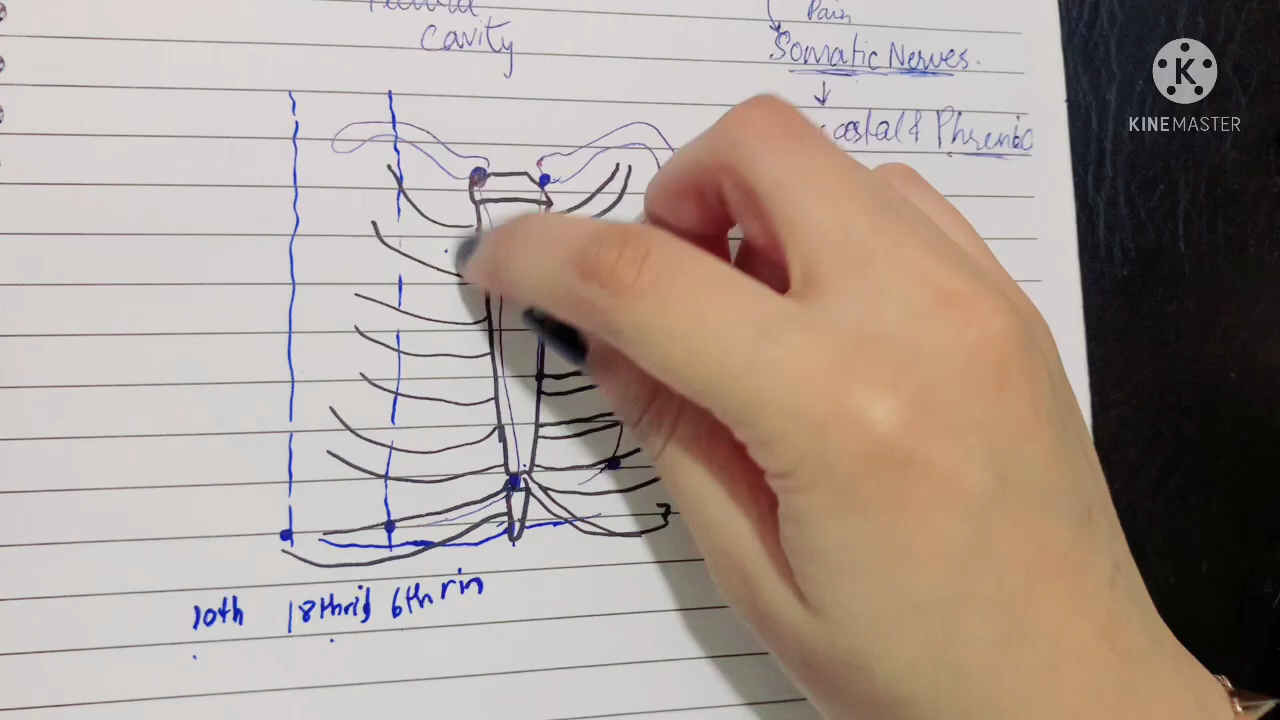 cavity
Pain
Somatic Nerves.
costal & Phrenic
10th 8th rib 6th rib
K
KINEMASTER